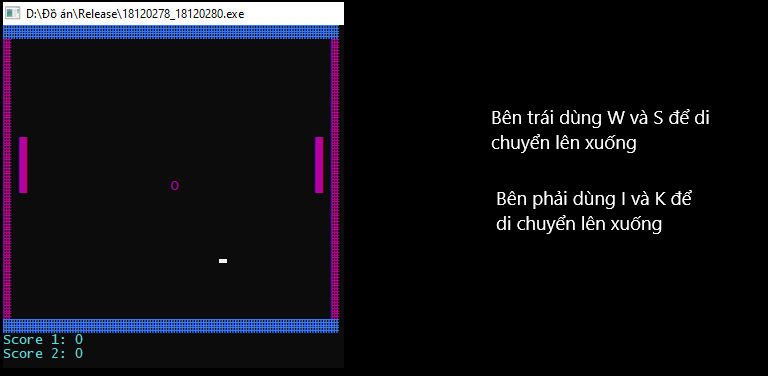 D:\Đồ án\Release\18120278_18120280.exe
Bên trái dùng W và S để di
chuyển lên xuống
Bên phải dùng I và K để
di chuyển lên xuống
O
Score 1: 0
Score 2: 0